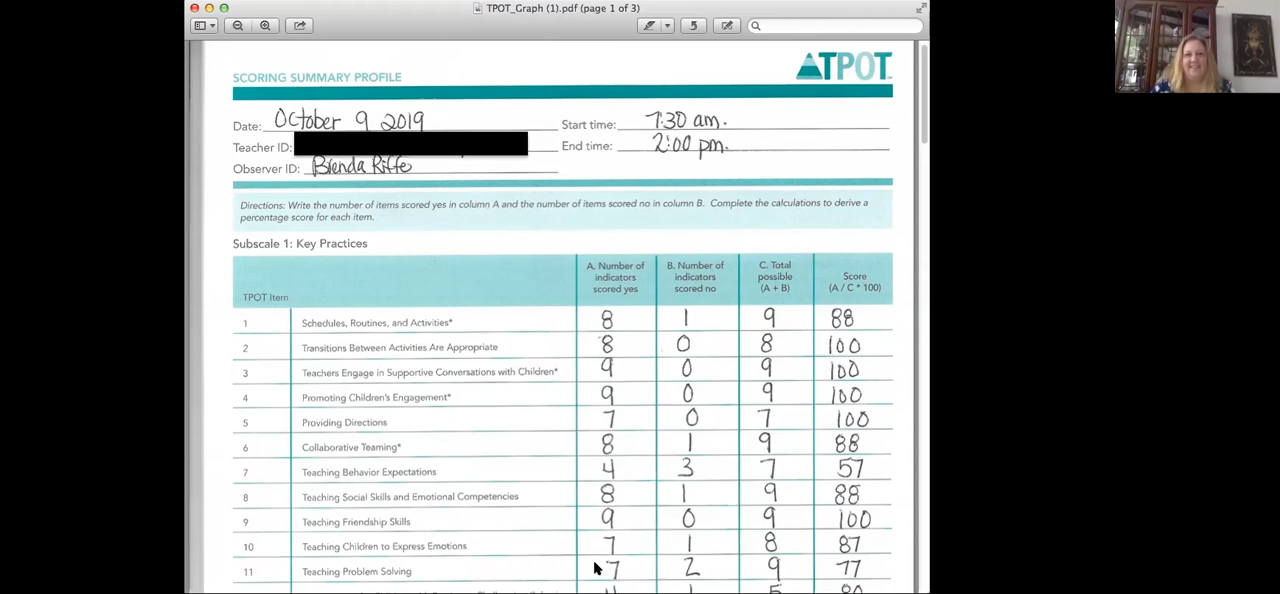 TPOT_Graph (1).pdf (page 1 of 3)
TPOT
SCORING SUMMARY PROFILE
Date: October 9 2019 Start time: 7:30 am.
Teacher ID: End time: 2:00 pm.
Observer ID: Blenda Riffe
Directions: Write the number of items scored yes in column A and the number of items scored no in column B. Complete the calculations to derive a
percentage score for each item.
Subscale 1: Key Practices
TPOT Item A. Number of indicators scored yes B. Number of indicators scored no C. Total possible (A + B) Score (A / C * 100)
1 Schedules, Routines, and Activities* 8 1 9 88
2 Transitions Between Activities Are Appropriate 8 0 8 100
3 Teachers Engage in Supportive Conversations with Children* 9 0 9 100
4 Promoting Children's Engagement* 9 0 9 100
5 Providing Directions 7 0 7 100
6 Collaborative Teaming* 8 1 9 88
7 Teaching Behavior Expectations 4 3 7 57
8 Teaching Social Skills and Emotional Competencies 8 1 9 88
9 Teaching Friendship Skills 9 0 9 100
10 Teaching Children to Express Emotions 7 1 8 87
11 Teaching Problem Solving 7 2 9 77